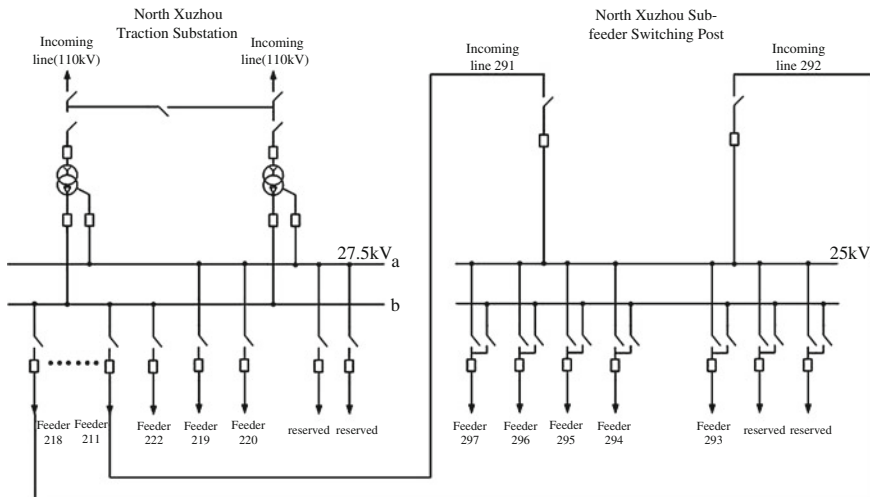 North Xuzhou
Traction Substation
North Xuzhou Sub-
feeder Switching Post
Incoming
line(110kV)
Incoming
line(110kV)
Incoming
line 291
Incoming
line 292
27.5kV
a
b
25kV
Feeder
218
Feeder
211
Feeder
222
Feeder
219
Feeder
220
reserved
reserved
Feeder
297
Feeder
296
Feeder
295
Feeder
294
Feeder
293
reserved
reserved